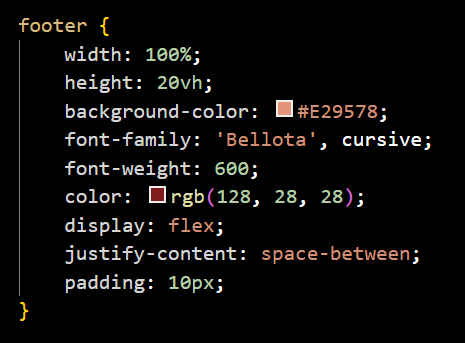 footer {
    width: 100%;
    height: 20vh;
    background-color: #E29578;
    font-family: 'Bellota', cursive;
    font-weight: 600;
    color: rgb(128, 28, 28);
    display: flex;
    justify-content: space-between;
    padding: 10px;
}